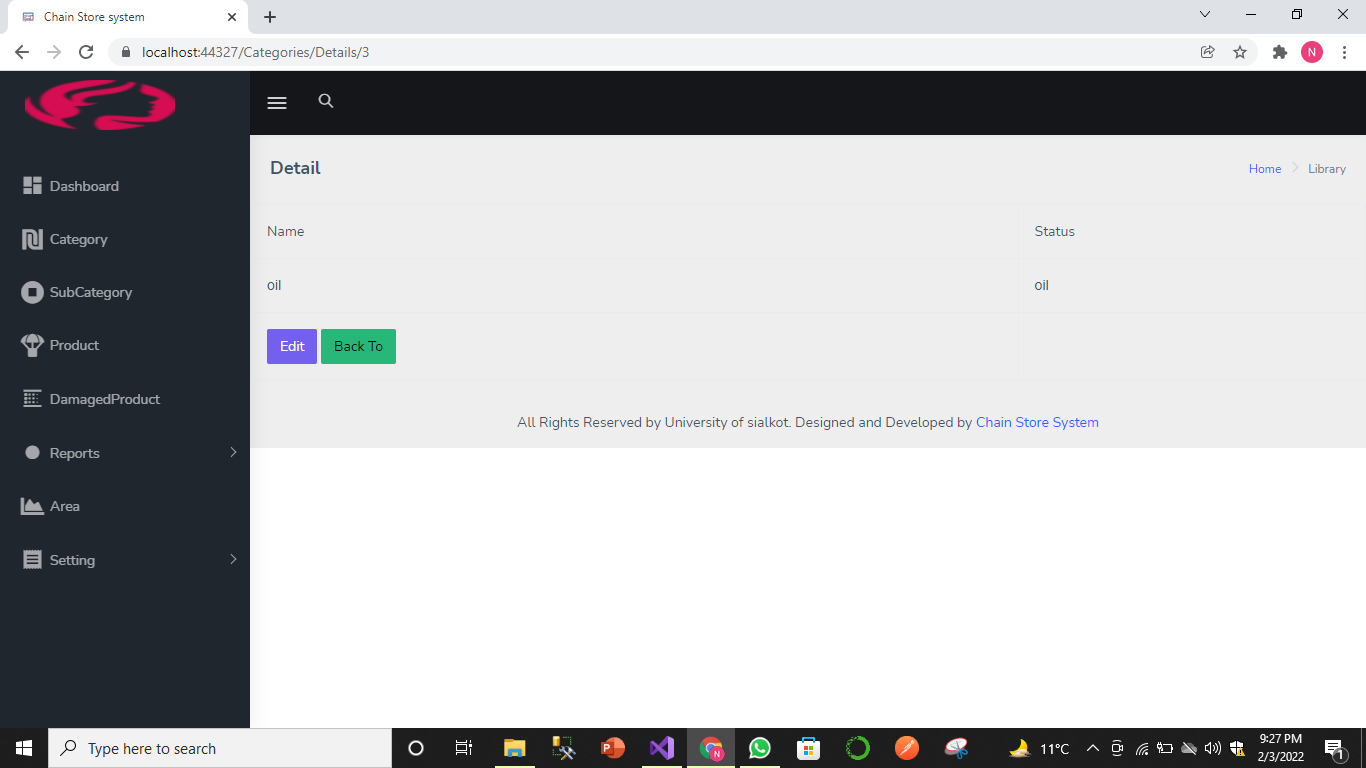 Chain Store system
localhost:44327/Categories/Details/3
N
Dashboard
Category
SubCategory
Product
DamagedProduct
Reports
Area
Setting
Detail
Home
Library
Name
Status
oil
oil
Edit
Back To
All Rights Reserved by University of sialkot. Designed and Developed by Chain Store System
Type here to search
P
N
11°C
9:27 PM
2/3/2022
1